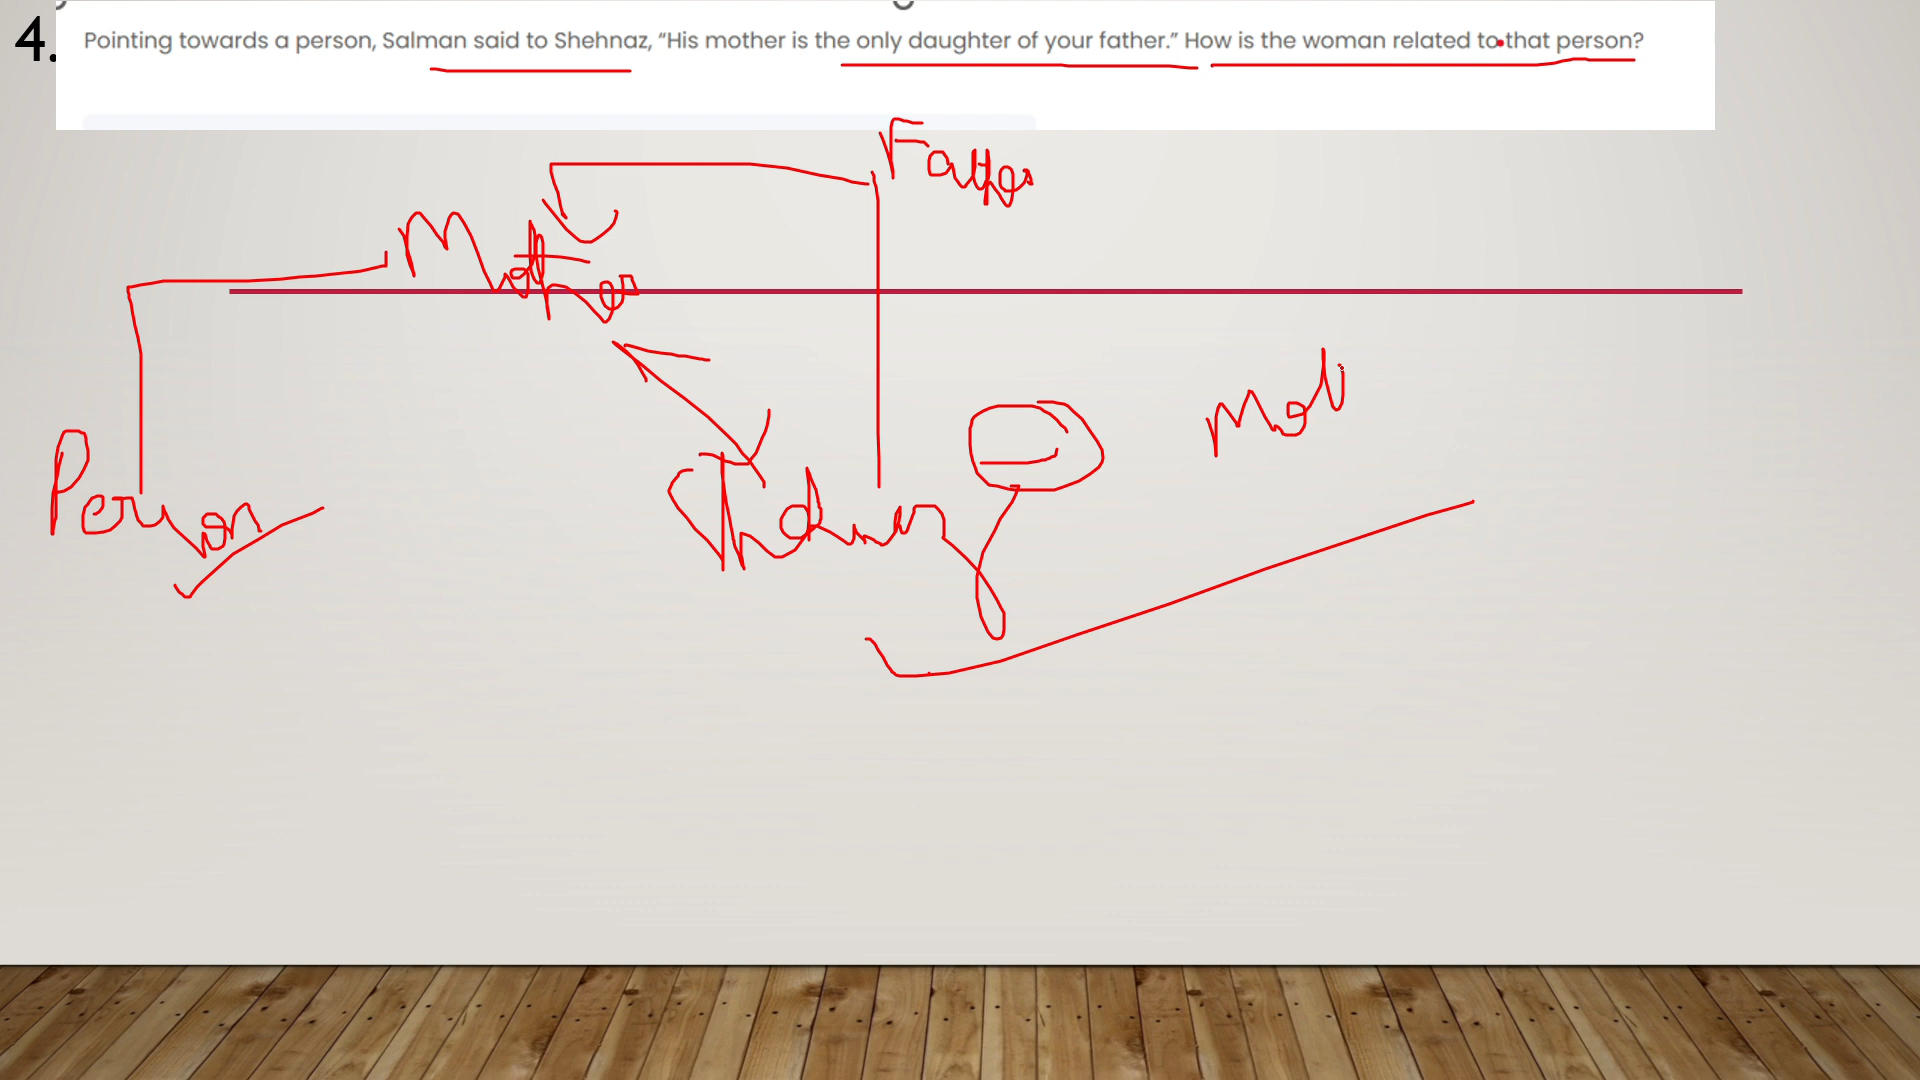 4.
Pointing towards a person, Salman said to Shehnaz, “His mother is the only daughter of your father.” How is the woman related to that person?
Father
Mother
Mot
Person